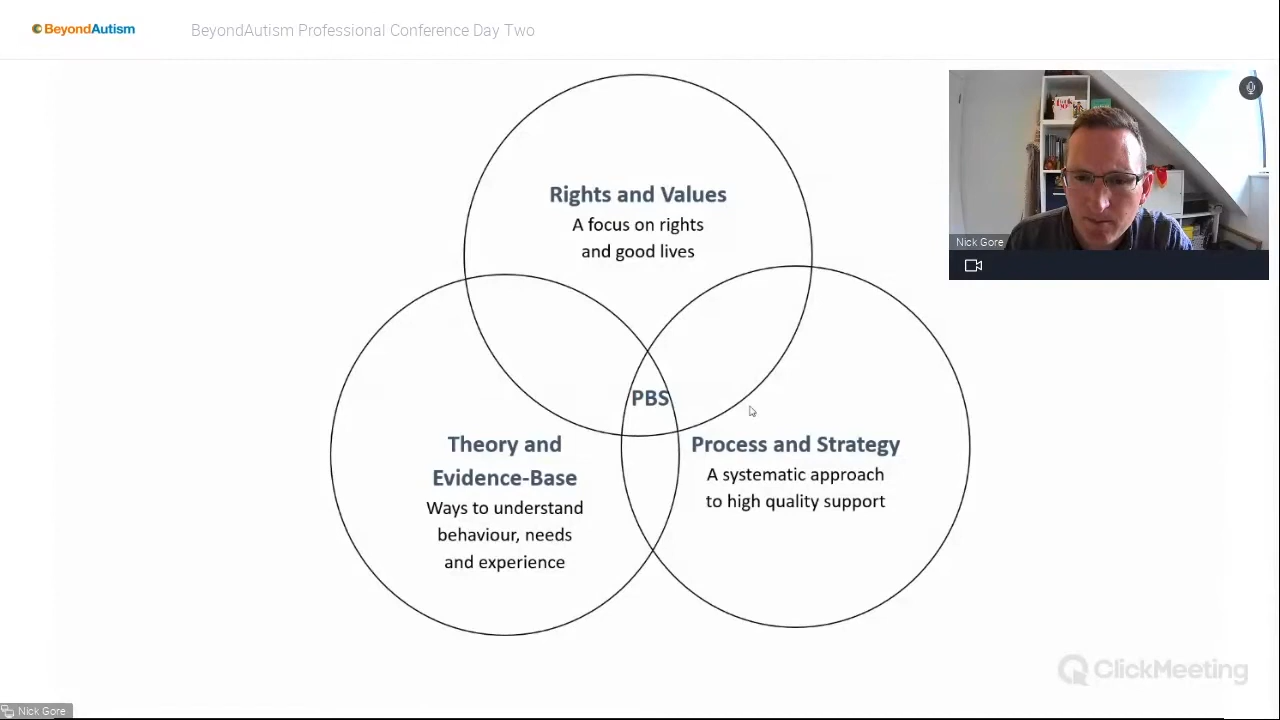 BeyondAutism
BeyondAutism Professional Conference Day Two
Rights and Values
A focus on rights
and good lives
Nick Gore
PBS
Theory and
Evidence-Base
Ways to understand
behaviour, needs
and experience
Process and Strategy
A systematic approach
to high quality support
ClickMeeting
Nick Gore